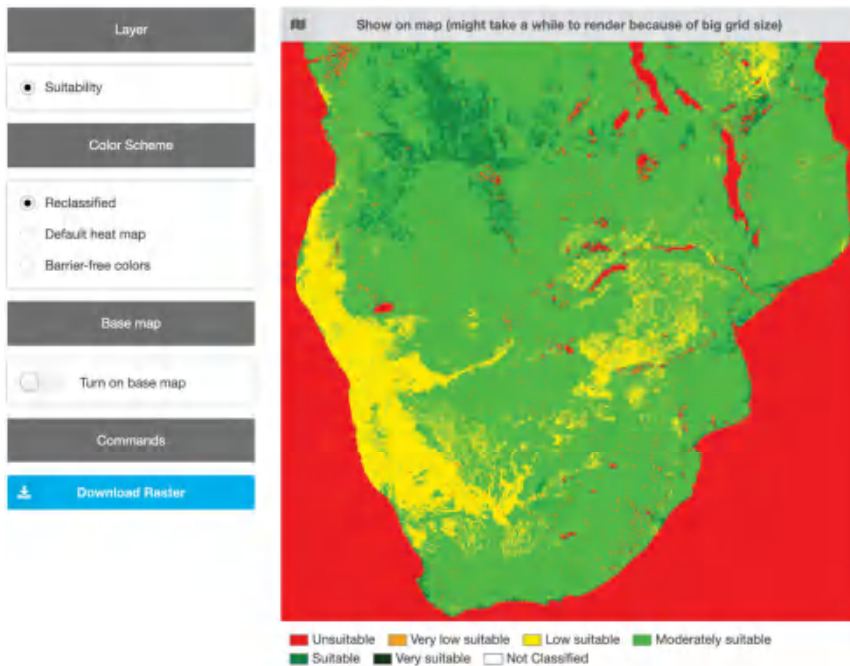 Layer
Suitability
Color Scheme
Reclassified
Default heat map
Barrier-free colors
Base map
Turn on base map
Commands
Download Raster
Show on map (might take a while to render because of big grid size)
Unsuitable Very low suitable Low suitable Moderately suitable
Suitable Very suitable Not Classified